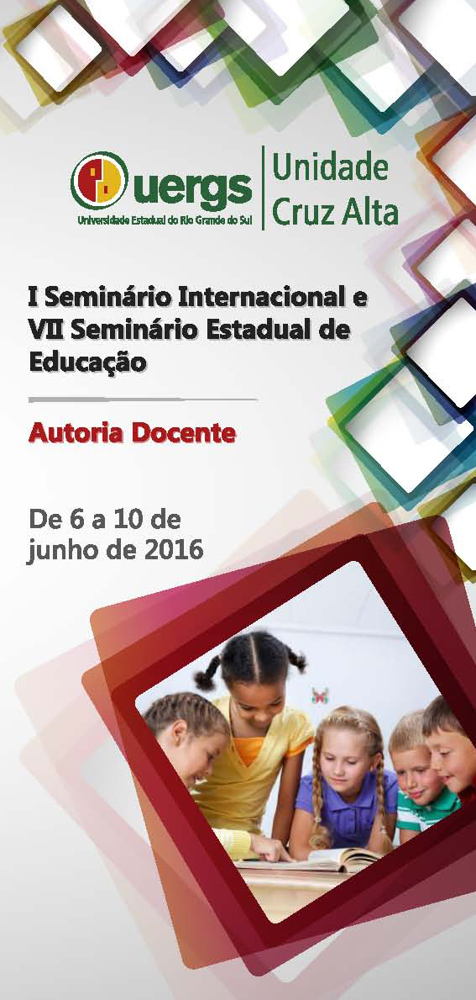 uergs
Universidade Estadual do Rio Grande do Sul
Unidade
Cruz Alta
I Seminário Internacional e
VII Seminário Estadual de
Educação
Autoria Docente
De 6 a 10 de
junho de 2016